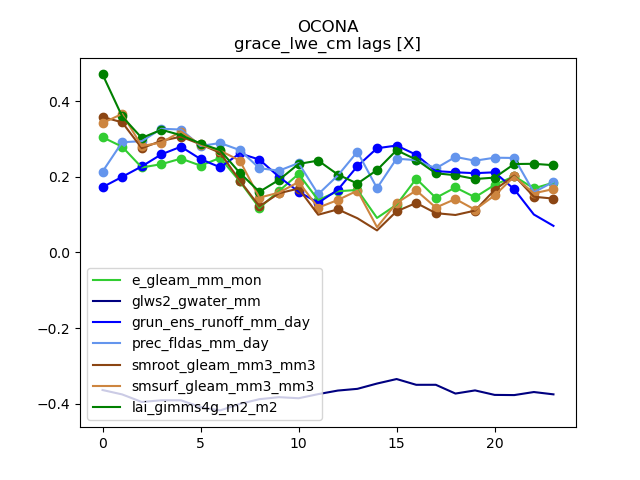 OCONA
grace_lwe_cm lags [X]
0.4
0.2
0.0
−0.2
−0.4
e_gleam_mm_mon
glws2_gwater_mm
grun_ens_runoff_mm_day
prec_fldas_mm_day
smroot_gleam_mm3_mm3
smsurf_gleam_mm3_mm3
lai_gimms4g_m2_m2
0 5 10 15 20